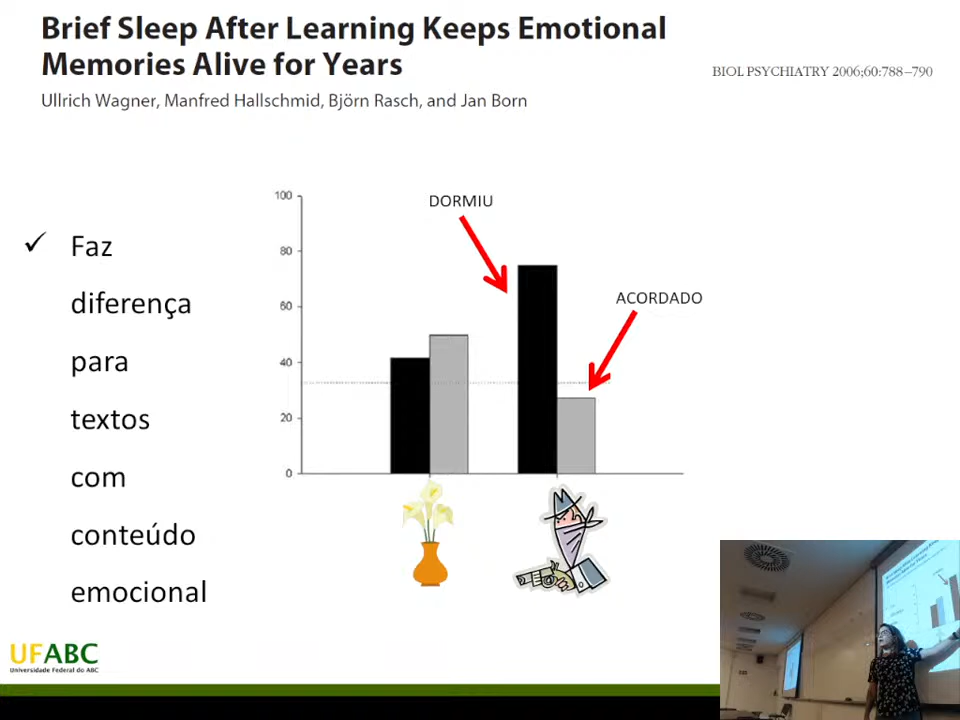 Brief Sleep After Learning Keeps Emotional
Memories Alive for Years
BIOL PSYCHIATRY 2006;60:788–790
Ullrich Wagner, Manfred Hallschmid, Björn Rasch, and Jan Born
✓ Faz
diferença
para
textos
com
conteúdo
emocional
100
80
60
40
20
0
DORMIU
ACORDADO
UFABC
Universidade Federal do ABC